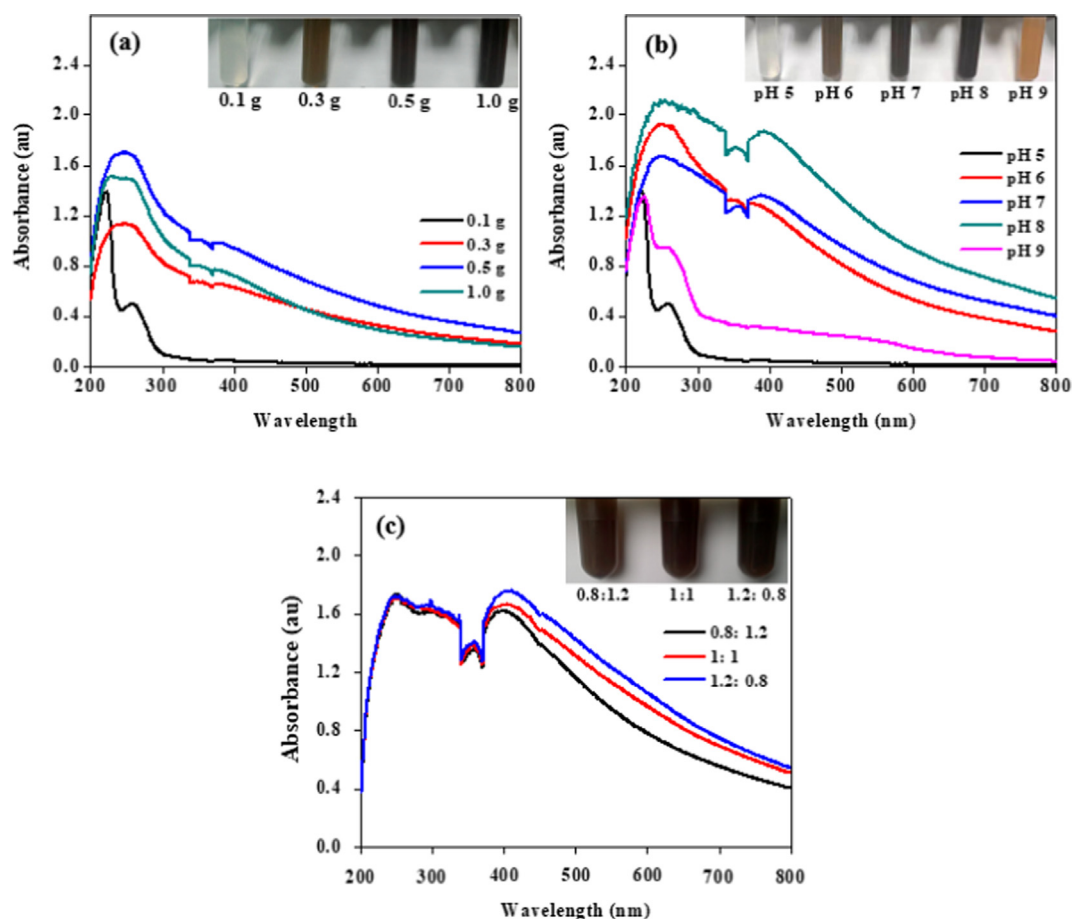 (a)
0.1 g 0.3 g 0.5 g 1.0 g
2.4
2.0
1.6
1.2
0.8
0.4
0.0
Absorbance (au)
0.1 g
0.3 g
0.5 g
1.0 g
200 300 400 500 600 700 800
Wavelength
(b)
pH 5 pH 6 pH 7 pH 8 pH 9
2.4
2.0
1.6
1.2
0.8
0.4
0.0
Absorbance (au)
pH 5
pH 6
pH 7
pH 8
pH 9
200 300 400 500 600 700 800
Wavelength (nm)
(c)
0.8:1.2 1:1 1.2: 0.8
2.4
2.0
1.6
1.2
0.8
0.4
0.0
Absorbance (au)
0.8: 1.2
1: 1
1.2: 0.8
200 300 400 500 600 700 800
Wavelength (nm)